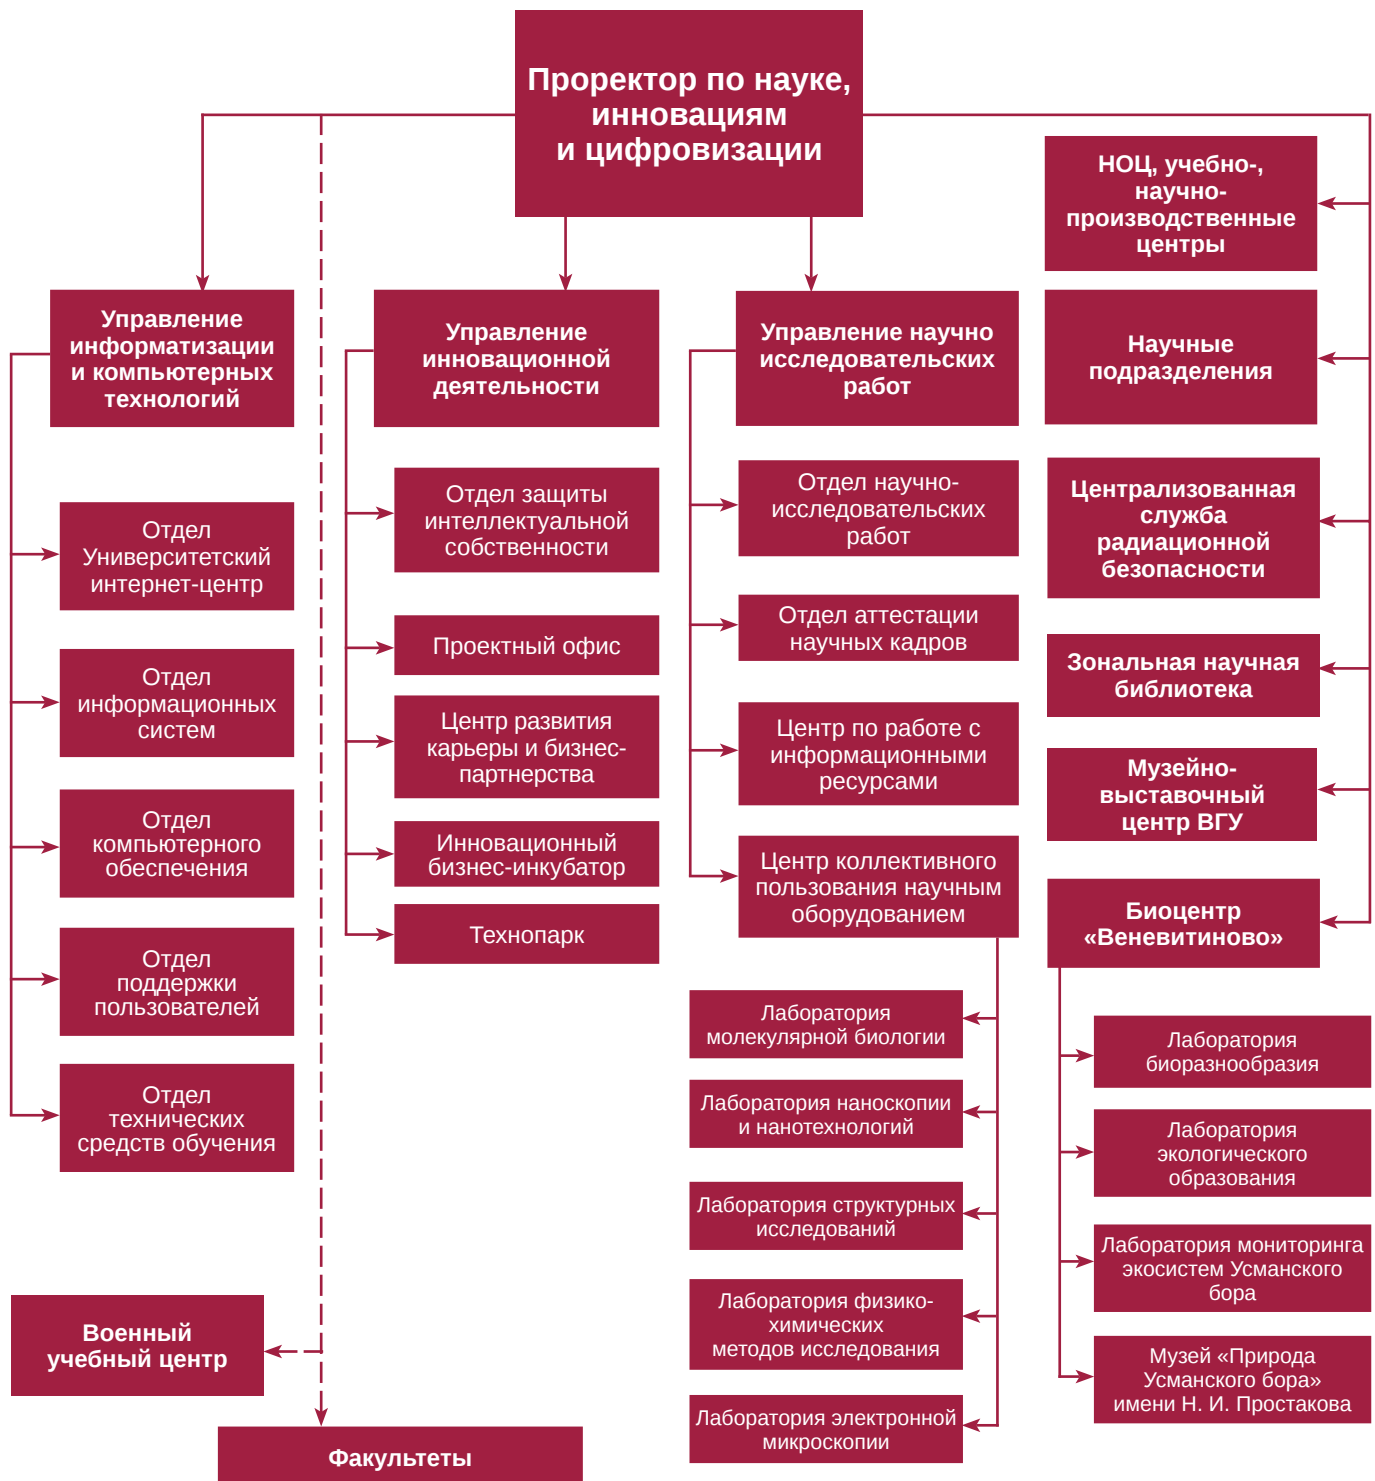 Проректор по науке,
инновациям
и цифровизации
Управление
информатизации
и компьютерных
технологий
Отдел
Университетский
интернет-центр
Отдел
информационных
систем
Отдел
компьютерного
обеспечения
Отдел
поддержки
пользователей
Отдел
технических
средств обучения
Военный
учебный центр
Факультеты
Управление
инновационной
деятельности
Отдел защиты
интеллектуальной
собственности
Проектный офис
Центр развития
карьеры и бизнес-
партнерства
Инновационный
бизнес-инкубатор
Технопарк
Управление научно
исследовательских
работ
Отдел научно-
исследовательских
работ
Отдел аттестации
научных кадров
Центр по работе с
информационными
ресурсами
Центр коллективного
пользования научным
оборудованием
Лаборатория
молекулярной биологии
Лаборатория наноскопии
и нанотехнологий
Лаборатория структурных
исследований
Лаборатория физико-
химических
методов исследования
Лаборатория электронной
микроскопии
НОЦ, учебно-,
научно-
производственные
центры
Научные
подразделения
Централизованная
служба
радиационной
безопасности
Зональная научная
библиотека
Музейно-
выставочный
центр ВГУ
Биоцентр
«Веневитиново»
Лаборатория
биоразнообразия
Лаборатория
экологического
образования
Лаборатория мониторинга
экосистем Усманского
бора
Музей «Природа
Усманского бора»
имени Н. И. Простакова